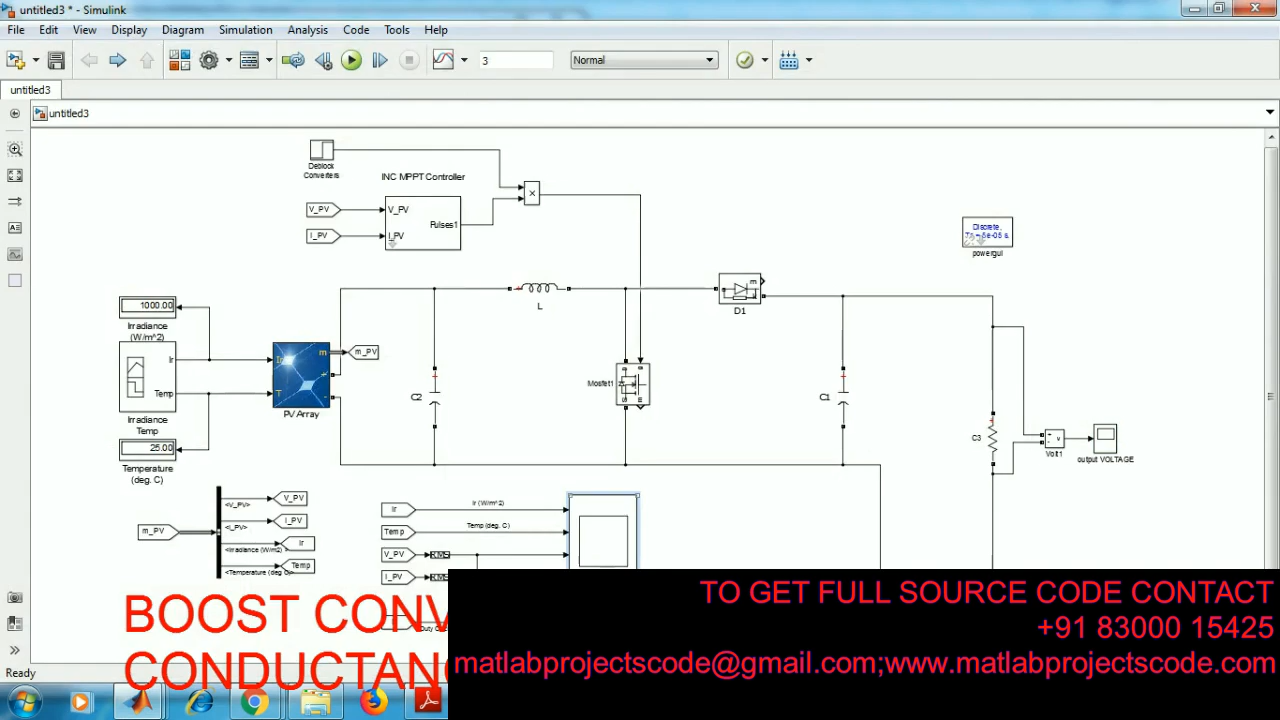 untitled3 * - Simulink
File Edit View Display Diagram Simulation Analysis Code Tools Help
3
Normal
untitled3
untitled3
Deblock
Converters
INC MPPT Controller
V_PV
V_PV
Pulses1
I_PV
I_PV
×
Discrete,
powergui
L
D1
m
1000.00
Irradiance
(W/m^2)
Ir
Temp
Irradiance
Temp
25.00
Temperature
(deg. C)
Ir
T
m
+
-
PV Array
m_PV
C2
Mosfet1
C1
C3
Volt1
output VOLTAGE
m_PV
<V_PV>
V_PV
<I_PV>
I_PV
<Irradiance (W/m2)
Ir
<Temperature (deg C)
Temp
Ir
Ir (W/m^2)
Temp
Temp (deg. C)
V_PV
RMS
I_PV
RMS
BOOST CONV
CONDUCTANC
TO GET FULL SOURCE CODE CONTACT
+91 83000 15425
matlabprojectscode@gmail.com;www.matlabprojectscode.com
Ready